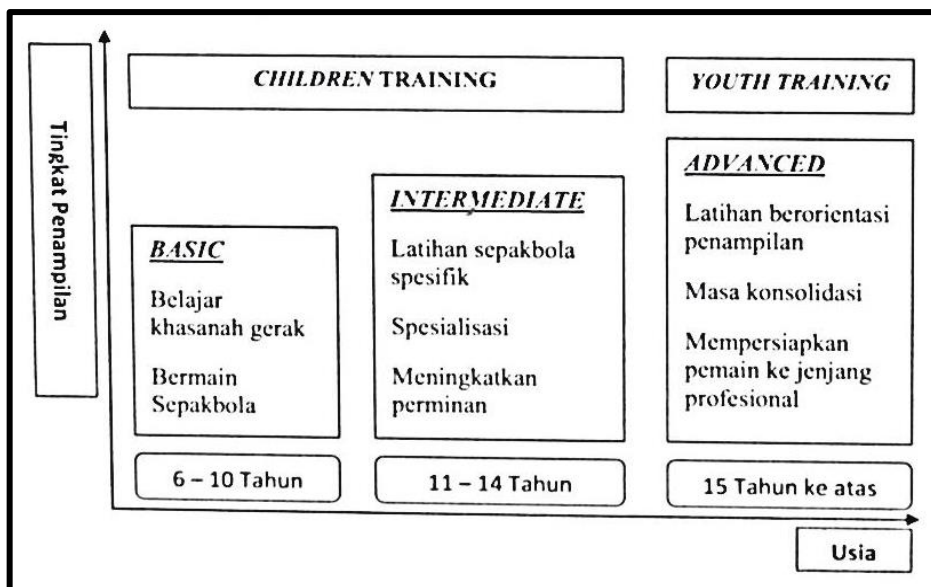 Tingkat Penampilan
CHILDREN TRAINING
YOUTH TRAINING
BASIC
Belajar
khasanah gerak
Bermain
Sepakbola
INTERMEDIATE
Latihan sepakbola
spesifik
Spesialisasi
Meningkatkan
perminan
ADVANCED
Latihan berorientasi
penampilan
Masa konsolidasi
Mempersiapkan
pemain ke jenjang
profesional
6 – 10 Tahun
11 – 14 Tahun
15 Tahun ke atas
Usia